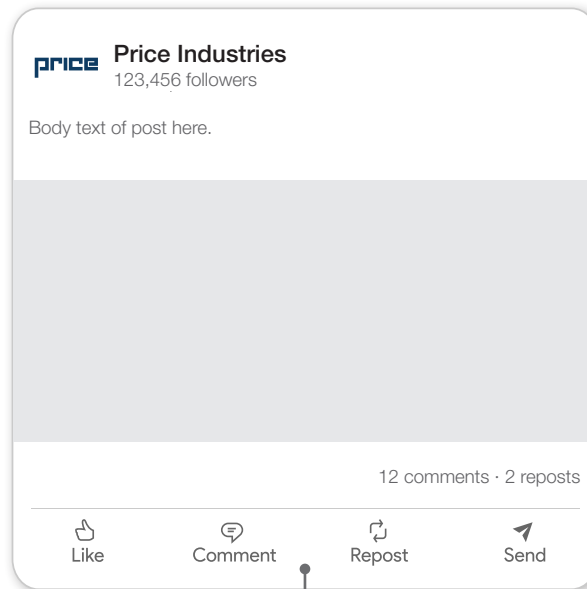 price
Price Industries
123,456 followers
Body text of post here.
12 comments · 2 reposts
Like Comment Repost Send